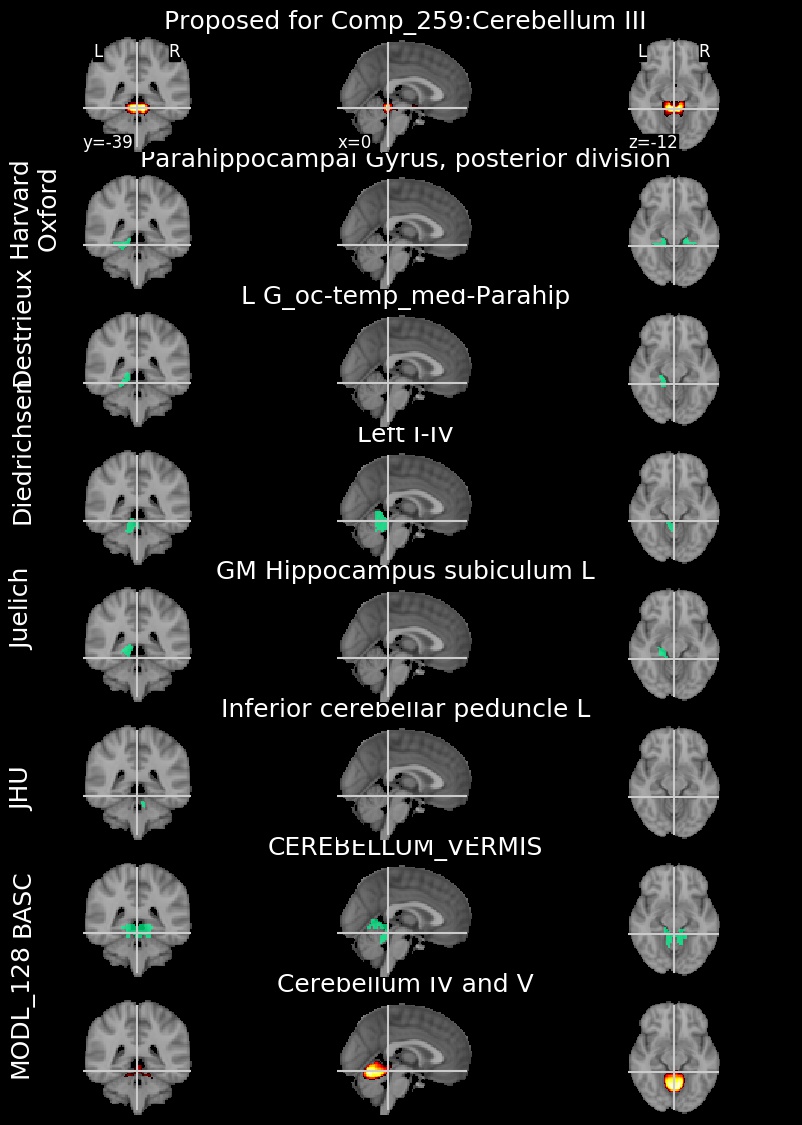 Proposed for Comp_259:Cerebellum III
L R L R
y=-39 x=0 z=-12
Parahippocampal Gyrus, posterior division
Harvard
Oxford
L G_oc-temp_med-Parahip
Destrieux
Left I-IV
Diedrichsen
GM Hippocampus subiculum L
Juelich
Inferior cerebellar peduncle L
JHU
CEREBELLUM_VERMIS
BASC
Cerebellum IV and V
MODL_128